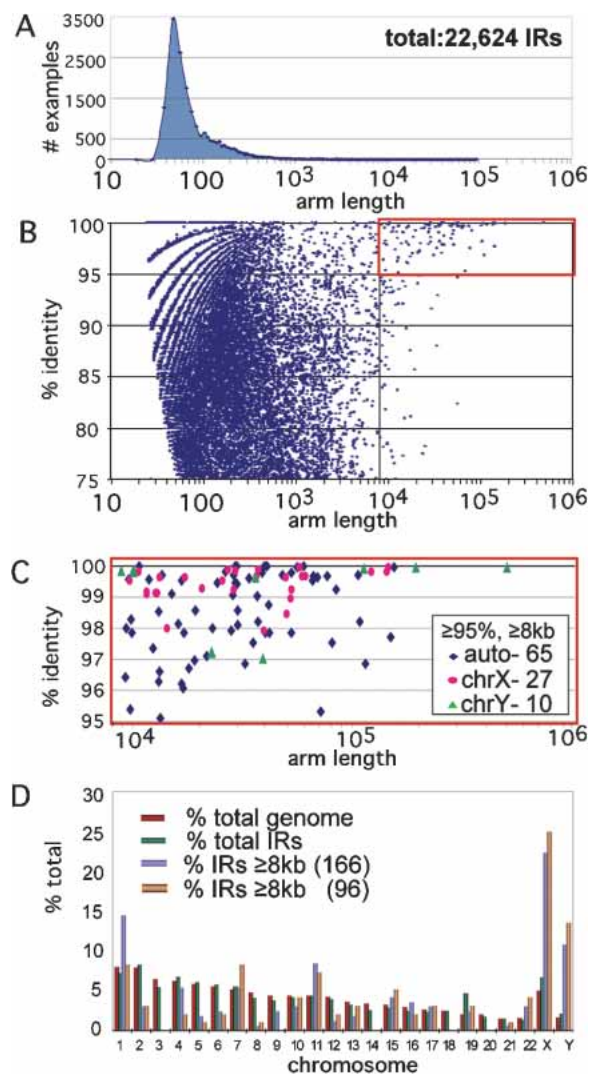 A
total:22,624 IRs
# examples
3500
2500
1500
500
0
10 100 10³ 10⁴ 10⁵ 10⁶
arm length
B
% identity
100
95
90
85
80
75
10 100 10³ 10⁴ 10⁵ 10⁶
arm length
C
% identity
100
99
98
97
96
95
≥95%, ≥8kb
auto- 65
chrX- 27
chrY- 10
10⁴ 10⁵ 10⁶
arm length
D
% total
30
25
20
15
10
5
0
% total genome
% total IRs
% IRs ≥8kb (166)
% IRs ≥8kb (96)
1 2 3 4 5 6 7 8 9 10 11 12 13 14 15 16 17 18 19 20 21 22 X Y
chromosome